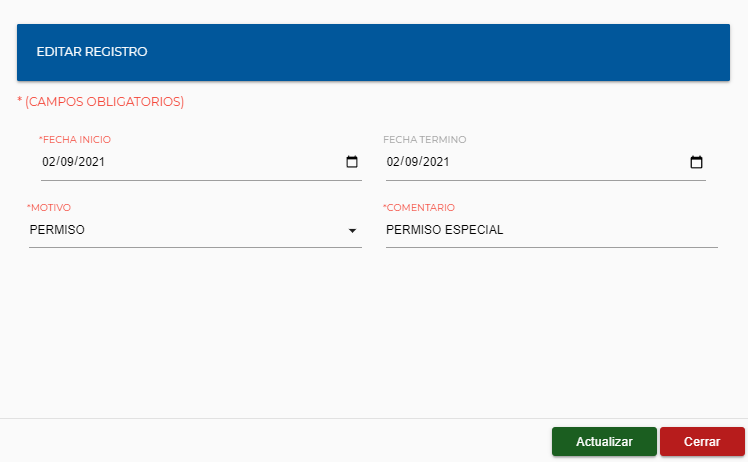 EDITAR REGISTRO
* (CAMPOS OBLIGATORIOS)
*FECHA INICIO
02/09/2021
FECHA TERMINO
02/09/2021
*MOTIVO
PERMISO
*COMENTARIO
PERMISO ESPECIAL
Actualizar
Cerrar